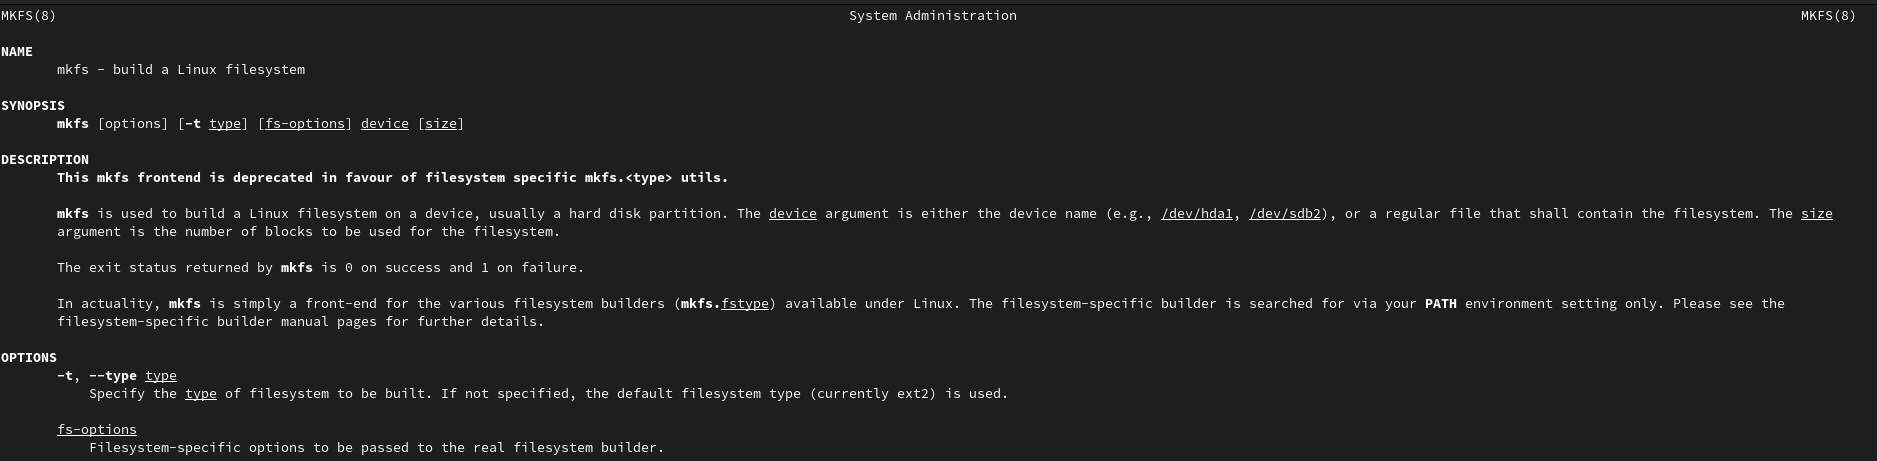 MKFS(8) System Administration MKFS(8)
NAME
mkfs - build a Linux filesystem
SYNOPSIS
mkfs [options] [-t type] [fs-options] device [size]
DESCRIPTION
This mkfs frontend is deprecated in favour of filesystem specific mkfs.<type> utils.
mkfs is used to build a Linux filesystem on a device, usually a hard disk partition. The device argument is either the device name (e.g., /dev/hda1, /dev/sdb2), or a regular file that shall contain the filesystem. The size
argument is the number of blocks to be used for the filesystem.
The exit status returned by mkfs is 0 on success and 1 on failure.
In actuality, mkfs is simply a front-end for the various filesystem builders (mkfs.fstype) available under Linux. The filesystem-specific builder is searched for via your PATH environment setting only. Please see the
filesystem-specific builder manual pages for further details.
OPTIONS
-t, --type type
Specify the type of filesystem to be built. If not specified, the default filesystem type (currently ext2) is used.
fs-options
Filesystem-specific options to be passed to the real filesystem builder.